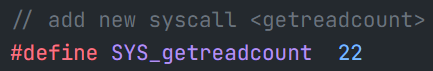 // add new syscall <getreadcount>
#define SYS_getreadcount  22